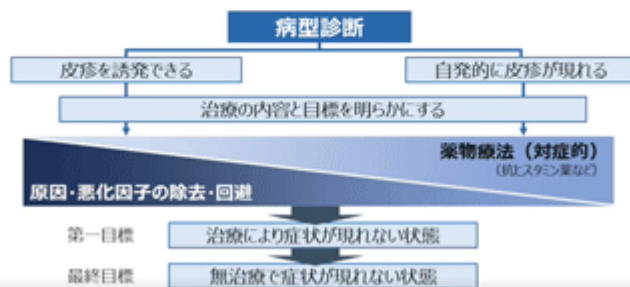 病型診断
皮疹を誘発できる
自発的に皮疹が現れる
治療の内容と目標を明らかにする
薬物療法（対症的）
（抗ヒスタミン薬など）
原因・悪化因子の除去・回避
第一目標
治療により症状が現れない状態
最終目標
無治療で症状が現れない状態